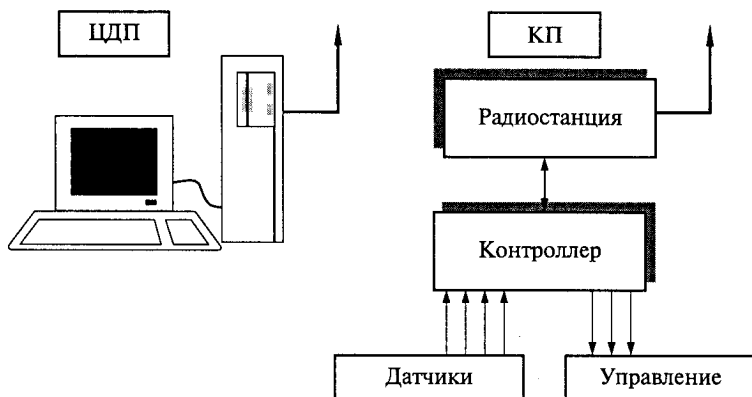 ЦДП
КП
Радиостанция
Контроллер
Датчики
Управление